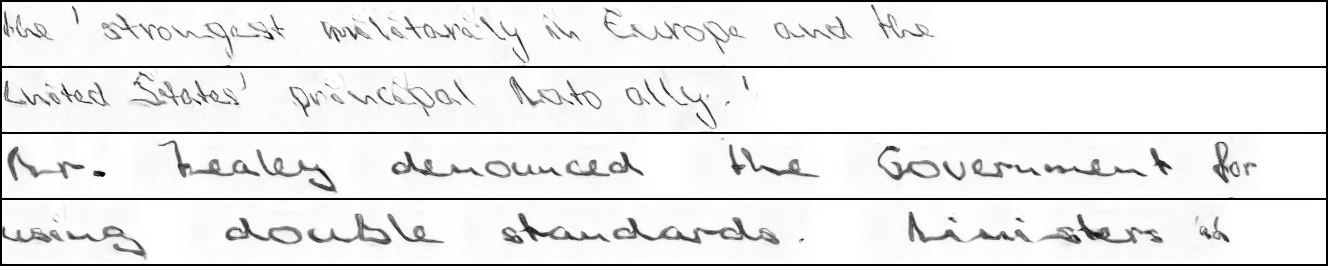 the 'strongest militarily in Europe and the
United States' principal Nato ally.'
Mr. Healey denounced the Government for
using double standards. Ministers in